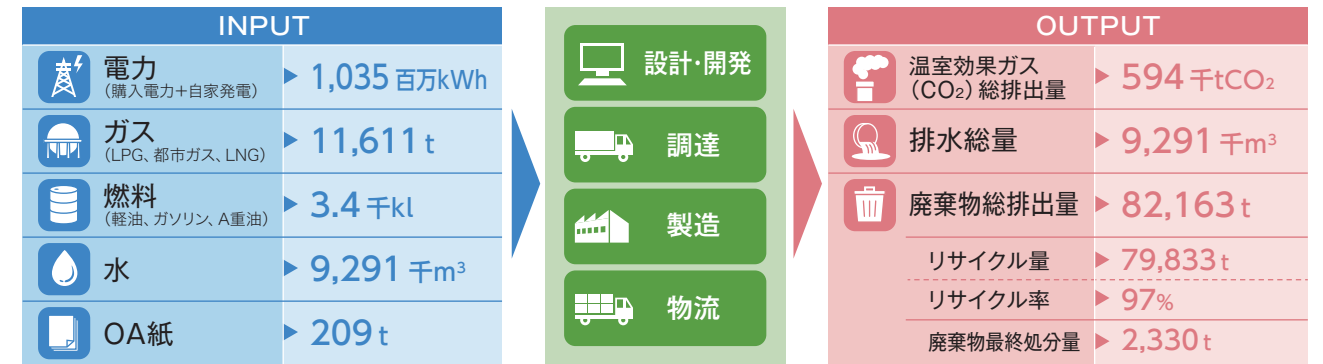 INPUT
電力
(購入電力+自家発電)
1,035 百万kWh
ガス
(LPG、都市ガス、LNG)
11,611 t
燃料
(軽油、ガソリン、A重油)
3.4 千kl
水
9,291 千m³
OA紙
209 t
設計・開発
調達
製造
物流
OUTPUT
温室効果ガス
(CO₂)総排出量
594 千tCO₂
排水総量
9,291 千m³
廃棄物総排出量
82,163 t
リサイクル量
79,833 t
リサイクル率
97%
廃棄物最終処分量
2,330 t